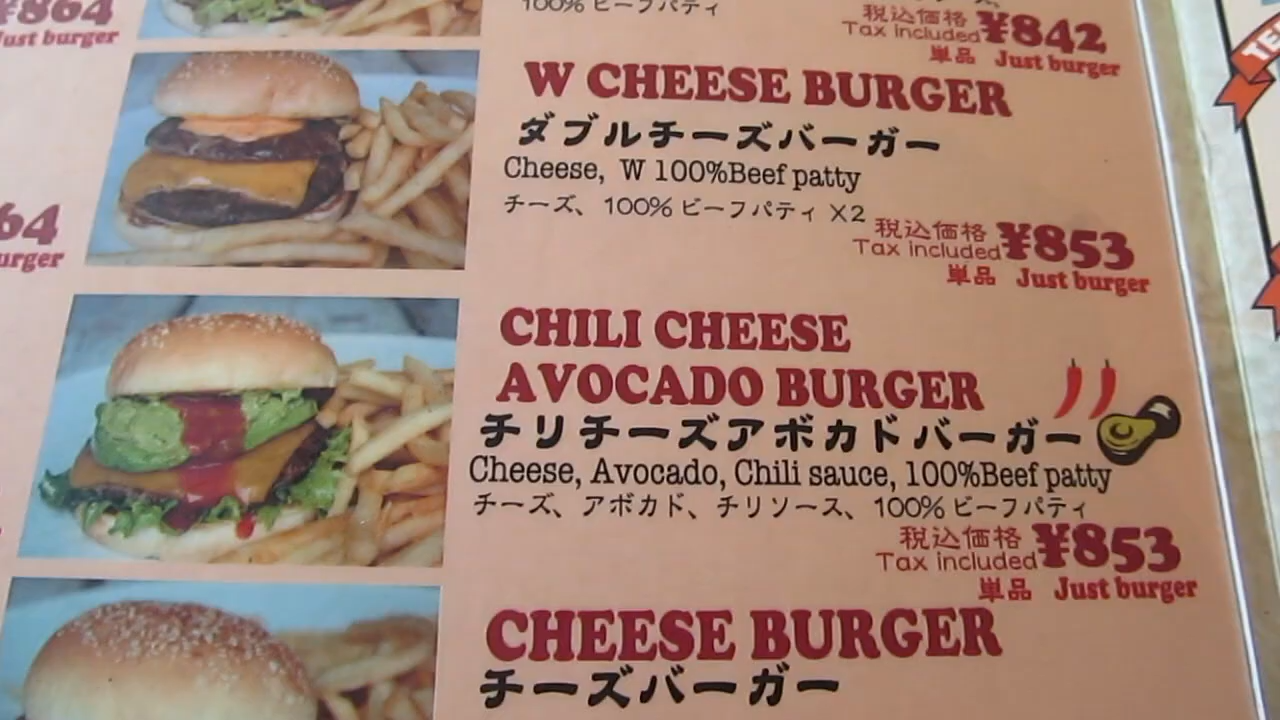 ¥864
Just burger
64
urger
100% ビーフパティ
税込価格
Tax included ¥842
単品 Just burger
W CHEESE BURGER
ダブルチーズバーガー
Cheese, W 100%Beef patty
チーズ、100% ビーフパティ X2
税込価格
Tax included ¥853
単品 Just burger
CHILI CHEESE
AVOCADO BURGER
チリチーズアボカドバーガー
Cheese, Avocado, Chili sauce, 100%Beef patty
チーズ、アボカド、チリソース、100% ビーフパティ
税込価格
Tax included ¥853
単品 Just burger
CHEESE BURGER
チーズバーガー
TE